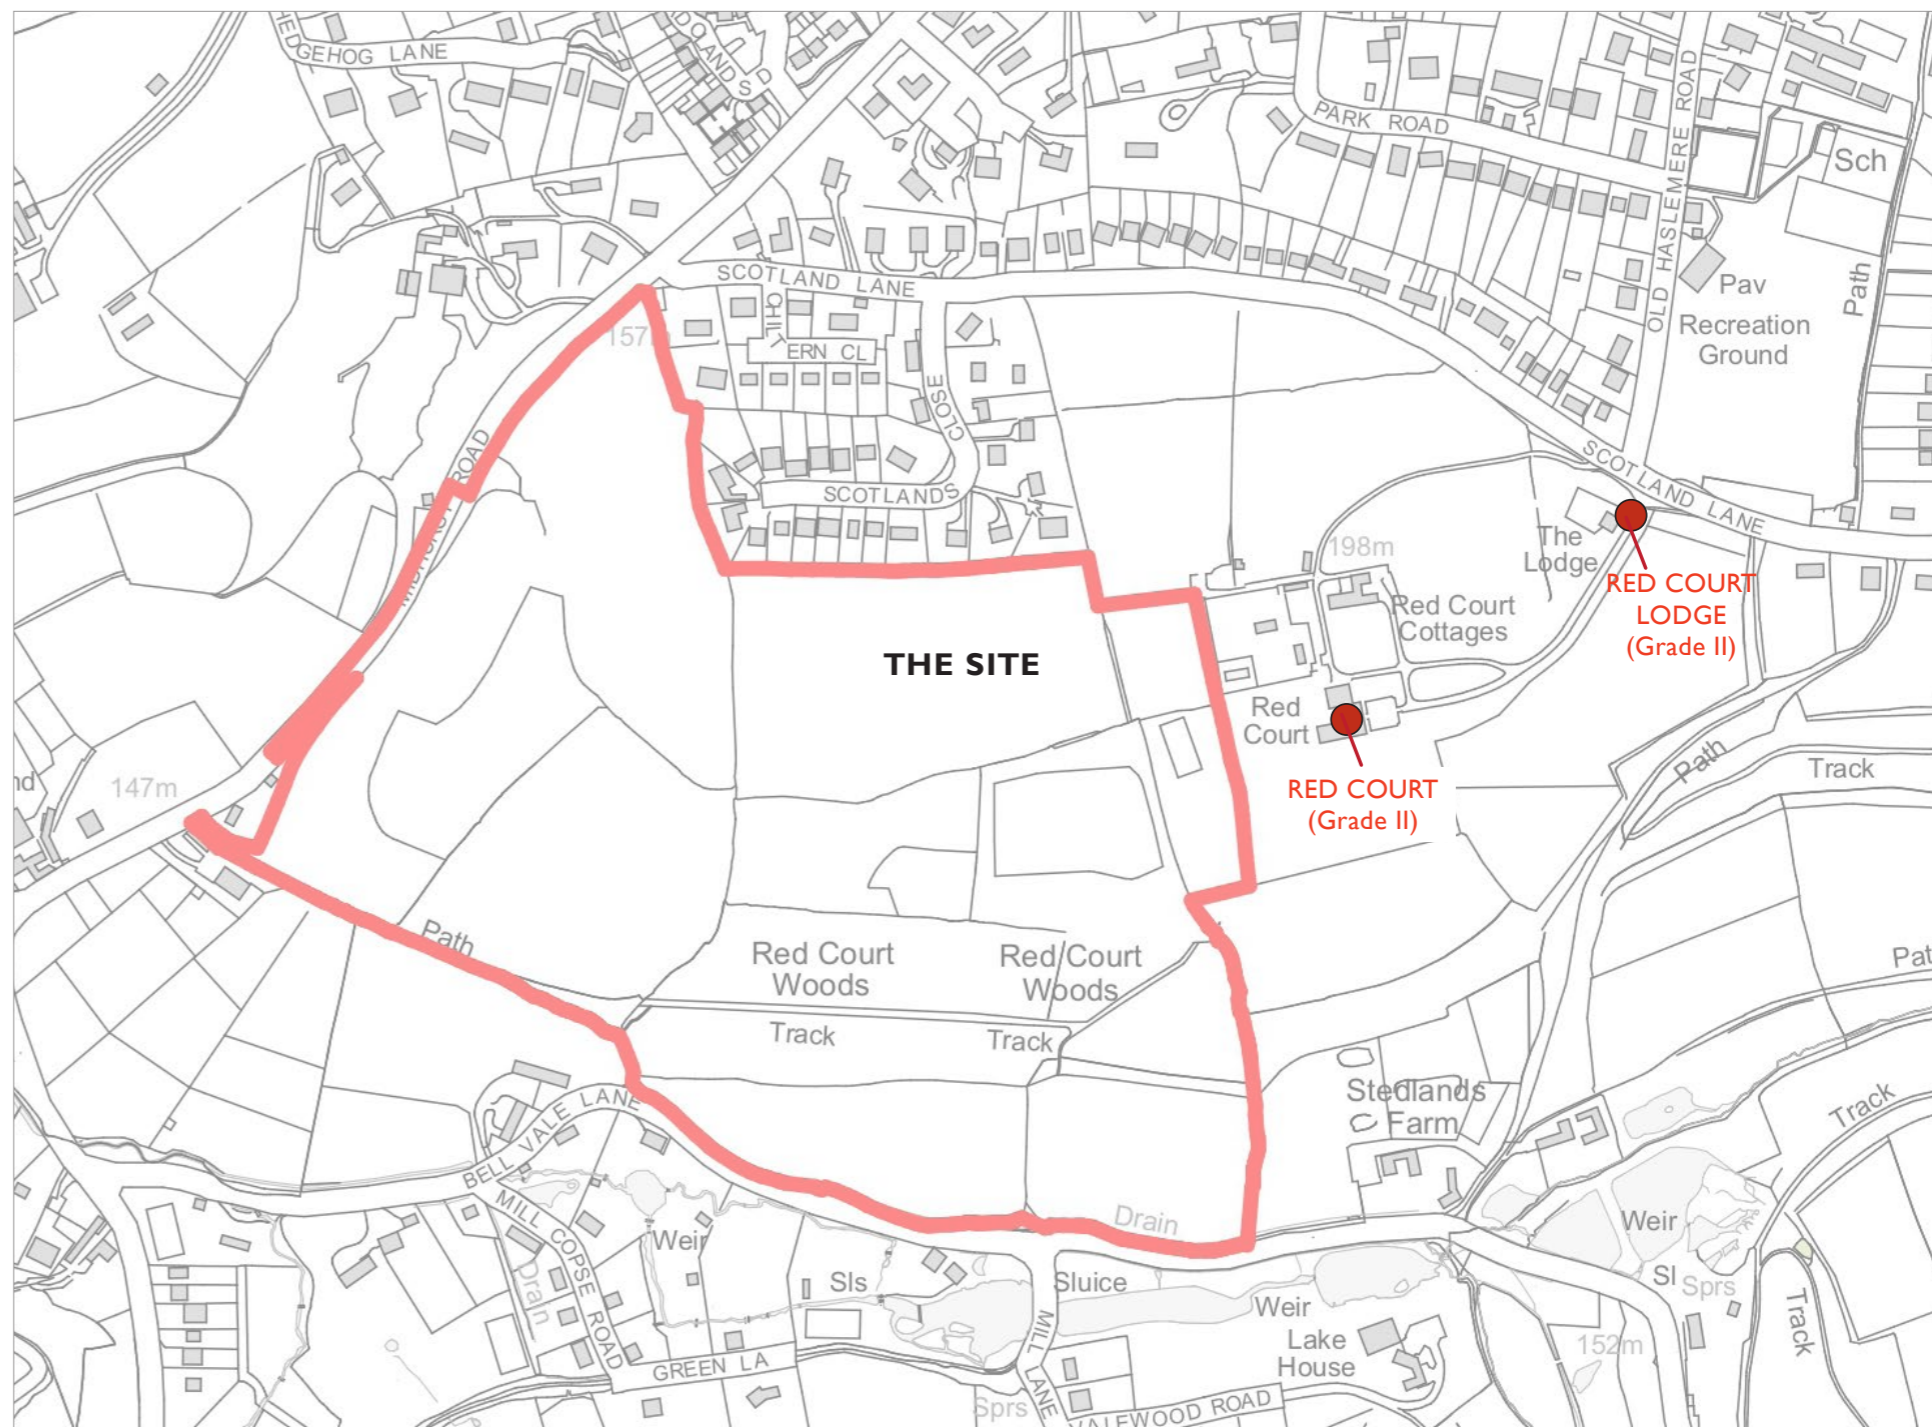 HEDGEHOG LANE
PARK ROAD
OLD HASLEMERE ROAD
Sch
Path
Pav
Recreation
Ground
SCOTLAND LANE
CHILTERN CL
157m
SCOTLANDS CLOSE
MIDHURST ROAD
SCOTLAND LANE
The
Lodge
198m
RED COURT
LODGE
(Grade II)
Red Court
Cottages
THE SITE
Red
Court
RED COURT
(Grade II)
147m
Path
Track
Path
Red Court
Woods
Red Court
Woods
Track
Track
Stedlands
Farm
Track
BELL VALE LANE
MILL COPSE ROAD
Drain
Weir
Drain
Weir
Sls
Sluice
Weir
Sl
Sprs
Lake
House
152m
Track
GREEN LA
MILL LANE
Sprs
VALEWOOD ROAD